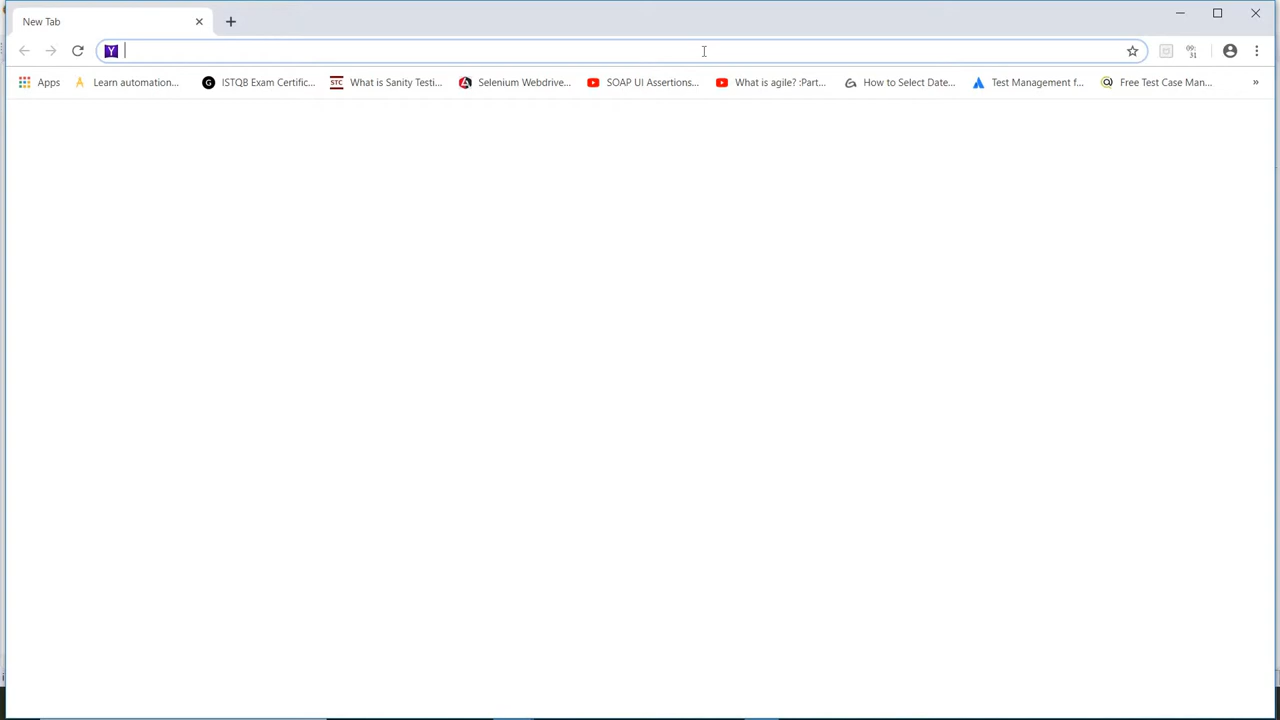 New Tab
Y
Apps Learn automation... G ISTQB Exam Certific... STC What is Sanity Testi... Selenium Webdrive... SOAP UI Assertions... What is agile? :Part... How to Select Date... Test Management f... Free Test Case Man... »